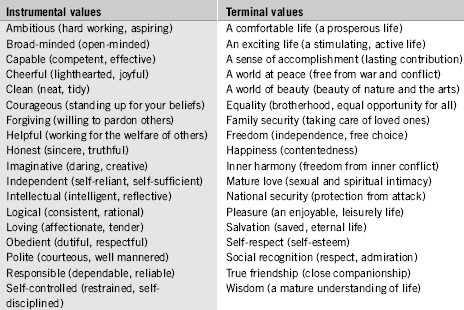 Instrumental values Terminal values
Ambitious (hard working, aspiring) A comfortable life (a prosperous life)
Broad-minded (open-minded) An exciting life (a stimulating, active life)
Capable (competent, effective) A sense of accomplishment (lasting contribution)
Cheerful (lighthearted, joyful) A world at peace (free from war and conflict)
Clean (neat, tidy) A world of beauty (beauty of nature and the arts)
Courageous (standing up for your beliefs) Equality (brotherhood, equal opportunity for all)
Forgiving (willing to pardon others) Family security (taking care of loved ones)
Helpful (working for the welfare of others) Freedom (independence, free choice)
Honest (sincere, truthful) Happiness (contentedness)
Imaginative (daring, creative) Inner harmony (freedom from inner conflict)
Independent (self-reliant, self-sufficient) Mature love (sexual and spiritual intimacy)
Intellectual (intelligent, reflective) National security (protection from attack)
Logical (consistent, rational) Pleasure (an enjoyable, leisurely life)
Loving (affectionate, tender) Salvation (saved, eternal life)
Obedient (dutiful, respectful) Self-respect (self-esteem)
Polite (courteous, well mannered) Social recognition (respect, admiration)
Responsible (dependable, reliable) True friendship (close companionship)
Self-controlled (restrained, self- Wisdom (a mature understanding of life)
disciplined)